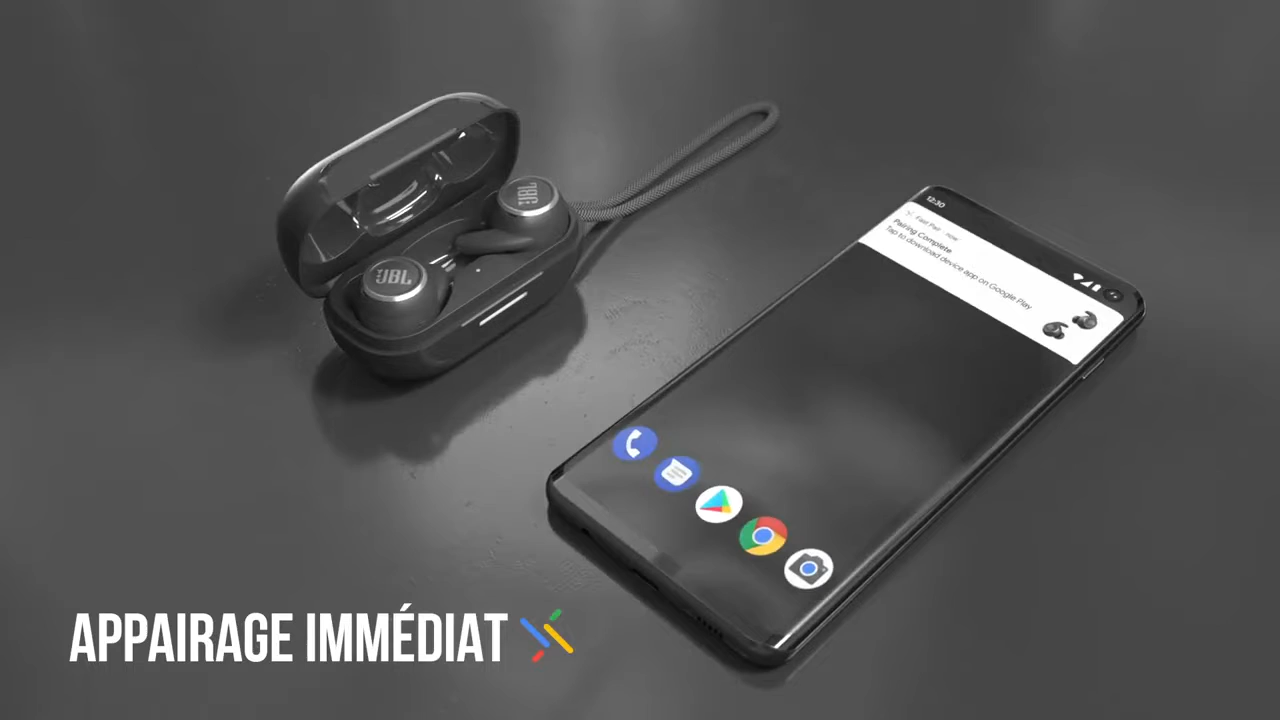 JBL
JBL
12:30
Fast Pair · now
Pairing Complete
Tap to download device app on Google Play
APPAIRAGE IMMÉDIAT